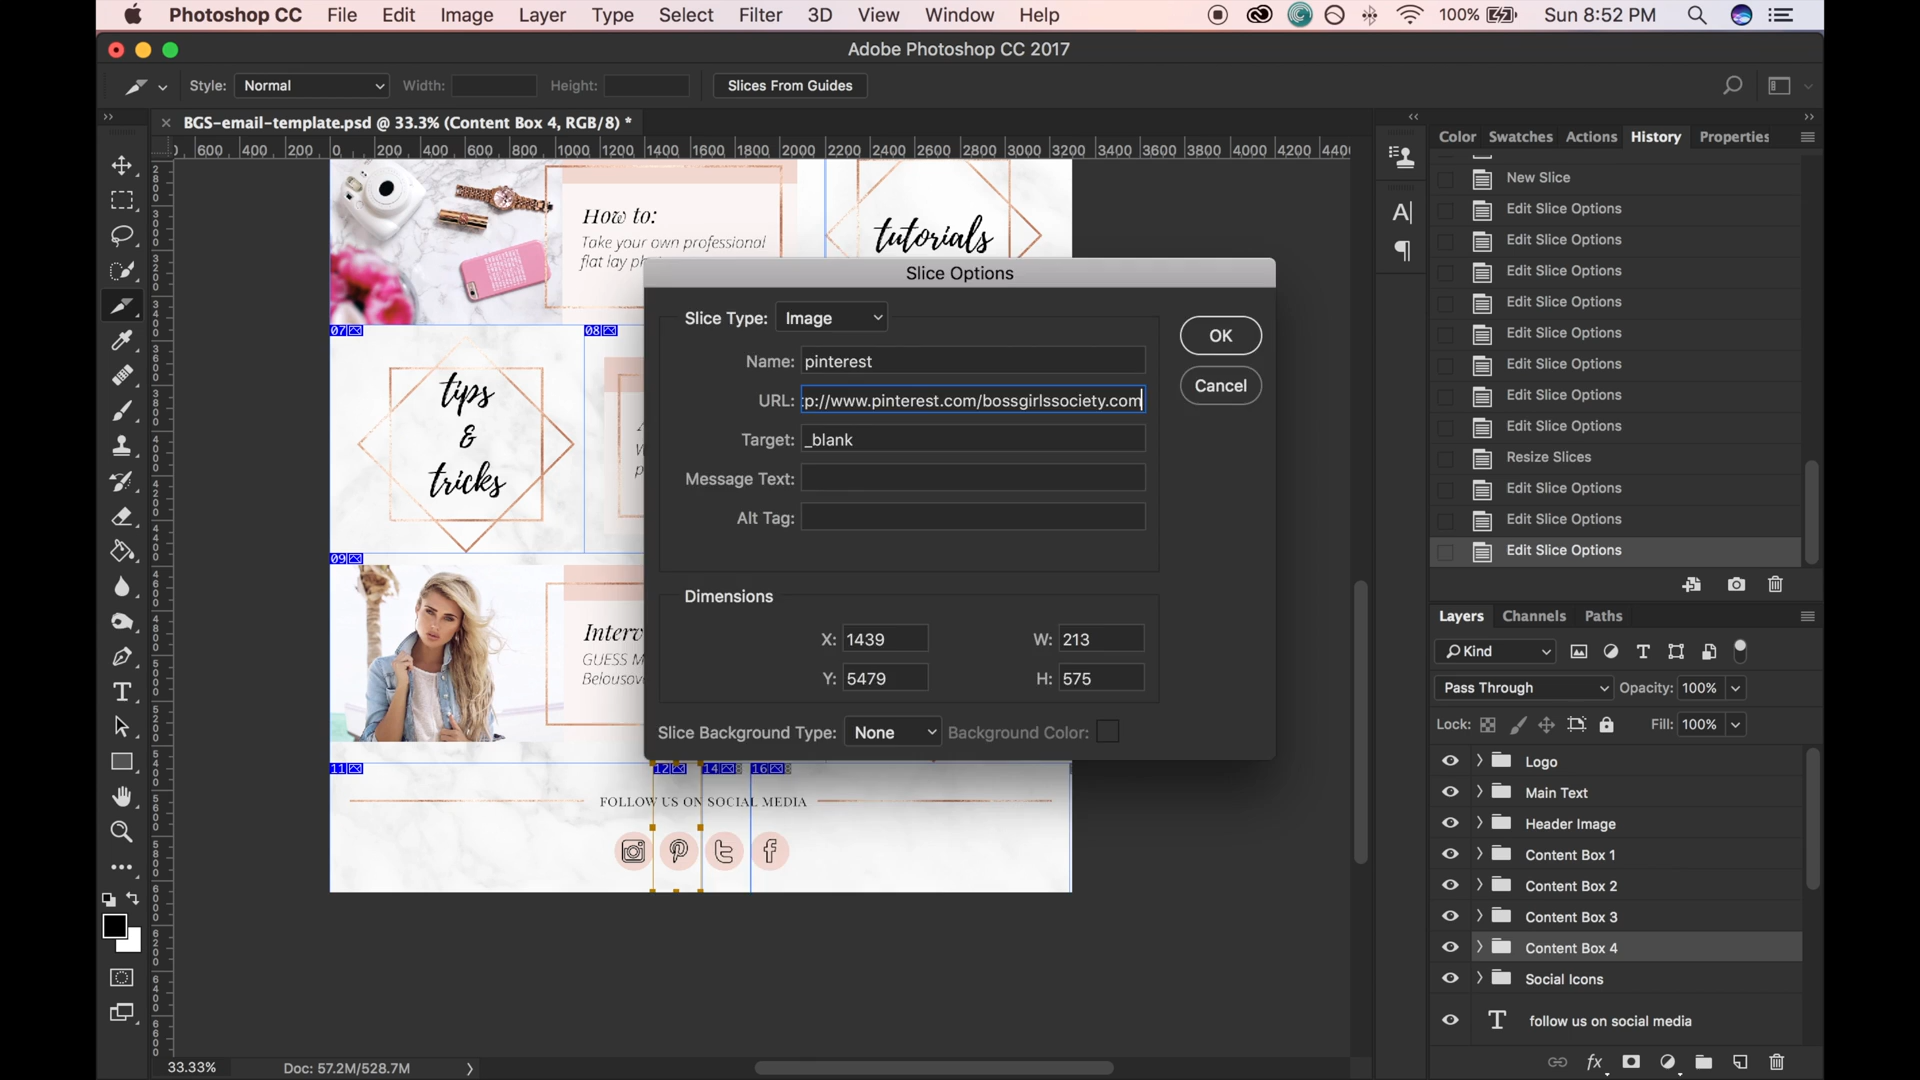 Photoshop CC File Edit Image Layer Type Select Filter 3D View Window Help 100% Sun 8:52 PM
Adobe Photoshop CC 2017
Style: Normal Width: Height: Slices From Guides
BGS-email-template.psd @ 33.3% (Content Box 4, RGB/8) *
600 400 200 0 200 400 600 800 1000 1200 1400 1600 1800 2000 2200 2400 2600 2800 3000 3200 3400 3600 3800 4000 4200 440
How to:
Take your own professional
flat lay ph
tutorials
07 08
tips
&
tricks
09
Interv
GUESS M
Belousov
11 12 14 16
FOLLOW US ON SOCIAL MEDIA
Slice Options
Slice Type: Image
Name: pinterest
URL: :p://www.pinterest.com/bossgirlssociety.com
Target: _blank
Message Text:
Alt Tag:
OK
Cancel
Dimensions
X: 1439 W: 213
Y: 5479 H: 575
Slice Background Type: None Background Color:
Color Swatches Actions History Properties
New Slice
Edit Slice Options
Edit Slice Options
Edit Slice Options
Edit Slice Options
Edit Slice Options
Edit Slice Options
Edit Slice Options
Edit Slice Options
Resize Slices
Edit Slice Options
Edit Slice Options
Edit Slice Options
Layers Channels Paths
Kind
Pass Through Opacity: 100%
Lock: Fill: 100%
Logo
Main Text
Header Image
Content Box 1
Content Box 2
Content Box 3
Content Box 4
Social Icons
follow us on social media
fx
33.33% Doc: 57.2M/528.7M